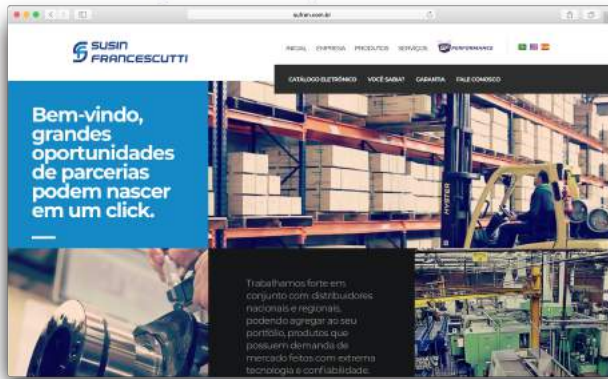 sufran.com.br
SUSIN
FRANCESCUTTI
INICIAL EMPRESA PRODUTOS SERVIÇOS PERFORMANCE
CATÁLOGO ELETRÔNICO VOCÊ SABIA? GARANTIA FALE CONOSCO
Bem-vindo,
grandes
oportunidades
de parcerias
podem nascer
em um click.
HYSTER
Trabalhamos forte em
conjunto com distribuidores
nacionais e regionais,
podendo agregar ao seu
portfólio, produtos que
possuem demanda de
mercado feitos com extrema
tecnologia e confiabilidade.